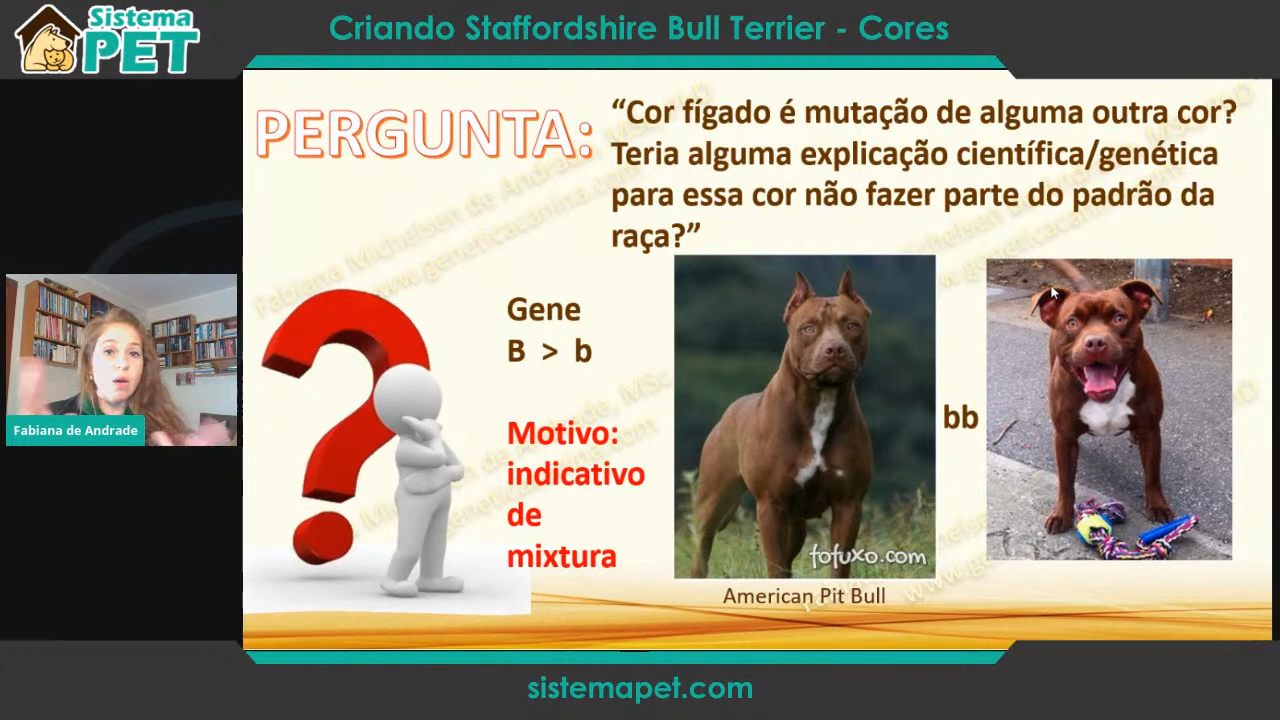 Sistema
PET
Criando Staffordshire Bull Terrier - Cores
PERGUNTA:
“Cor fígado é mutação de alguma outra cor?
Teria alguma explicação científica/genética
para essa cor não fazer parte do padrão da
raça?”
Gene
B > b
Motivo:
indicativo
de
mixtura
bb
fofuxo.com
American Pit Bull
Fabiana de Andrade
sistemapet.com